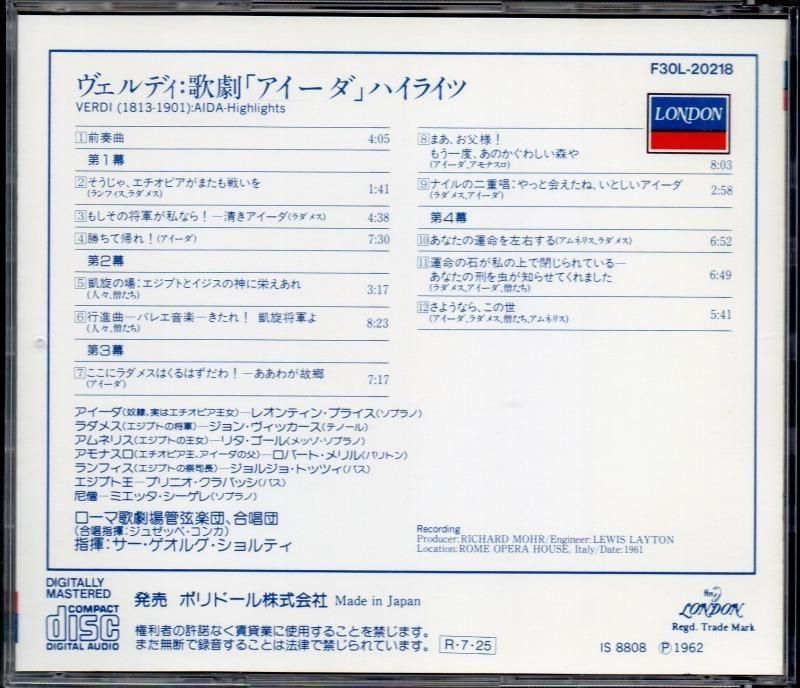 F30L-20218
ヴェルディ:歌劇「アイーダ」ハイライツ
VERDI (1813-1901):AIDA-Highlights
LONDON
1 前奏曲 4:05
第1幕
2 そうじゃ、エチオピアがまたも戦いを 1:41
(ランフィス、ラダメス)
3 もしその将軍が私なら!―清きアイーダ(ラダメス) 4:38
4 勝ちて帰れ!(アイーダ) 7:30
第2幕
5 凱旋の場:エジプトとイジスの神に栄えあれ 3:17
(人々、僧たち)
6 行進曲―バレエ音楽―きたれ! 凱旋将軍よ 8:23
(人々、僧たち)
第3幕
7 ここにラダメスはくるはずだわ!―ああわが故郷 7:17
(アイーダ)
8 まあ、お父様!
もう一度、あのかぐわしい森や
(アイーダ、アモナスロ) 8:03
9 ナイルの二重唱:やっと会えたね、いとしいアイーダ 2:58
(ラダメス、アイーダ)
第4幕
10 あなたの運命を左右する(アムネリス、ラダメス) 6:52
11 運命の石が私の上で閉じられている―
あなたの刑を虫が知らせてくれました 6:49
(ラダメス、アイーダ、僧たち)
12 さようなら、この世 5:41
(アイーダ、ラダメス、僧たち、アムネリス)
アイーダ(奴隷、実はエチオピア王女)―レオンティン・プライス(ソプラノ)
ラダメス(エジプトの将軍)―ジョン・ヴィッカース(テノール)
アムネリス(エジプトの王女)―リタ・ゴール(メッゾ・ソプラノ)
アモナスロ(エチオピア王、アイーダの父)―ロバート・メリル(バリトン)
ランフィス(エジプトの祭司長)―ジョルジョ・トッツィ(バス)
エジプト王―プリニオ・クラバッシ(バス)
尼僧―ミエッタ・シーゲレ(ソプラノ)
ローマ歌劇場管弦楽団、合唱団
(合唱指揮:ジュゼッペ・コンカ)
指揮:サー・ゲオルグ・ショルティ
Recording
Producer:RICHARD MOHR/Engineer:LEWIS LAYTON
Location:ROME OPERA HOUSE, Italy/Date:1961
DIGITALLY
MASTERED
COMPACT
disc
DIGITAL AUDIO
発売 ポリドール株式会社 Made in Japan
権利者の許諾なく賃貸業に使用することを禁じます。
また無断で録音することは法律で禁じられています。
R・7・25
LONDON
Regd. Trade Mark
IS 8808 Ⓟ1962